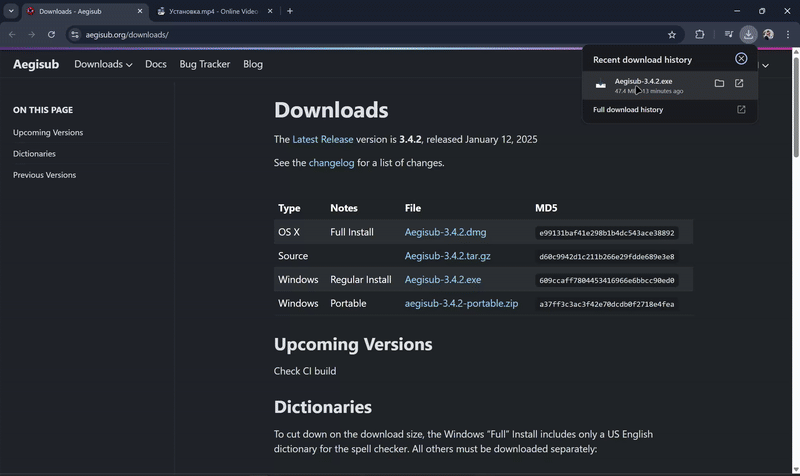 Downloads - Aegisub
Установка.mp4 - Online Video
aegisub.org/downloads/
Aegisub
Downloads
Docs
Bug Tracker
Blog
Recent download history
Aegisub-3.4.2.exe
47.4 MB 13 minutes ago
Full download history
ON THIS PAGE
Upcoming Versions
Dictionaries
Previous Versions
Downloads
The Latest Release version is 3.4.2, released January 12, 2025
See the changelog for a list of changes.
Type Notes File MD5
OS X Full Install Aegisub-3.4.2.dmg e99131baf41e298b1b4dc543ace38892
Source Aegisub-3.4.2.tar.gz d60c9942d1c211b266e29fdde689e3e8
Windows Regular Install Aegisub-3.4.2.exe 609ccaff7804453416966e6bbcc90ed0
Windows Portable aegisub-3.4.2-portable.zip a37ff3c3ac3f42e70dcdb0f2718e4fea
Upcoming Versions
Check CI build
Dictionaries
To cut down on the download size, the Windows “Full” Install includes only a US English
dictionary for the spell checker. All others must be downloaded separately: